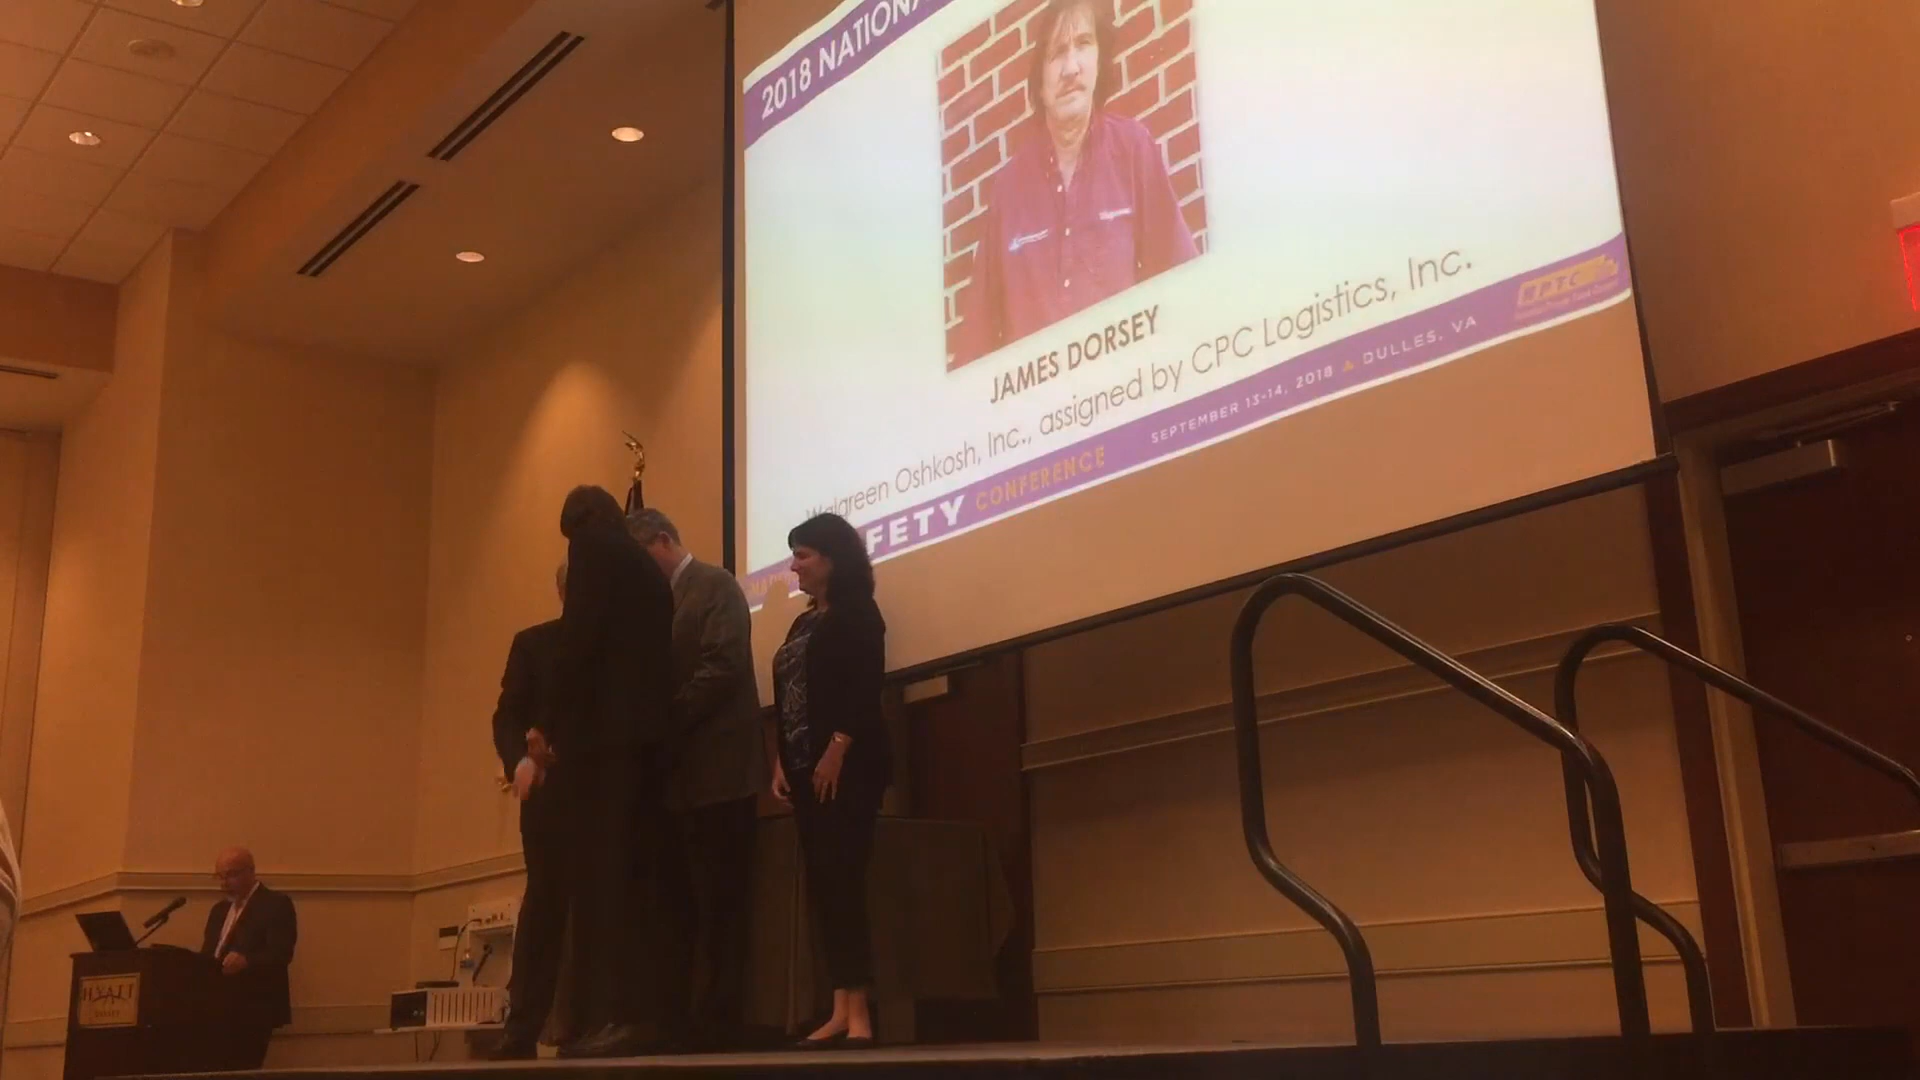 2018 NATIONA
JAMES DORSEY
Walgreen Oshkosh, Inc., assigned by CPC Logistics, Inc.
FETY CONFERENCE SEPTEMBER 13-14, 2018 DULLES, VA
NPTC
HYATT